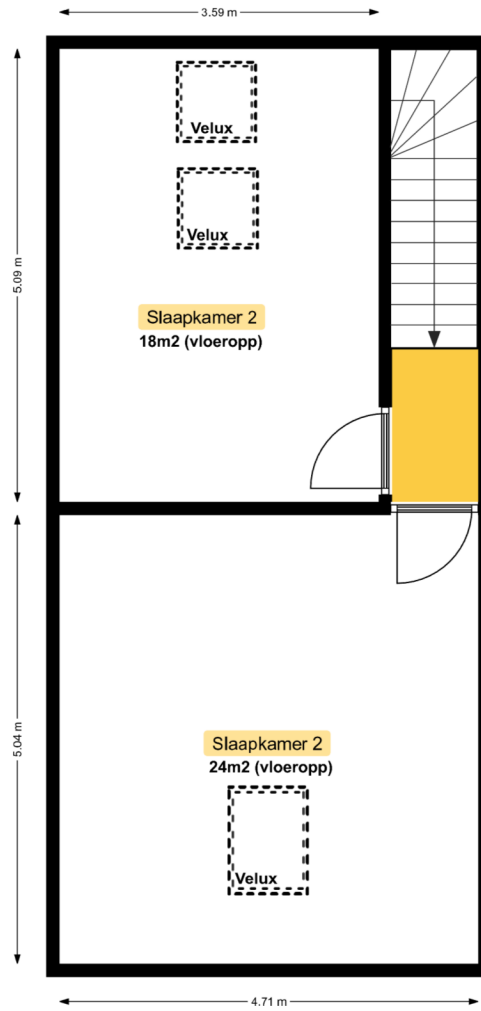 3.59 m
Velux
Velux
5.09 m
Slaapkamer 2
18m2 (vloeropp)
5.04 m
Slaapkamer 2
24m2 (vloeropp)
Velux
4.71 m